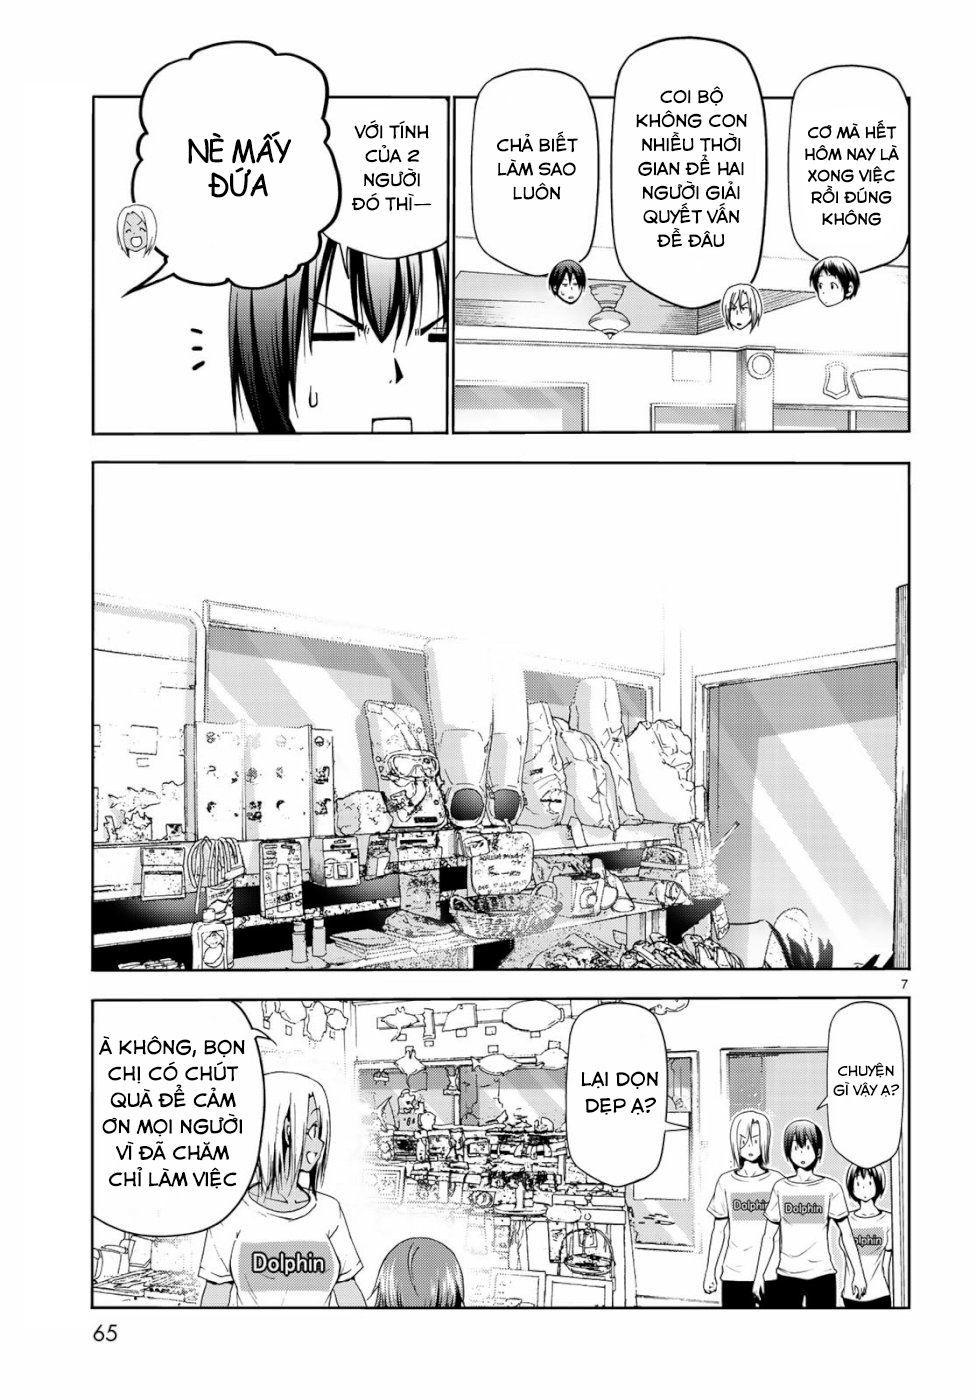 CƠ MÀ HẾT
HÔM NAY LÀ
XONG VIỆC
RỒI ĐÚNG
KHÔNG
COI BỘ
KHÔNG CON
NHIỀU THỜI
GIAN ĐỂ HAI
NGƯỜI GIẢI
QUYẾT VẤN
ĐỀ ĐÂU
CHẢ BIẾT
LÀM SAO
LUÔN
VỚI TÍNH
CỦA 2
NGƯỜI
ĐÓ THÌ—
NÈ MẤY
ĐỨA
7
CHUYỆN
GÌ VẬY Ạ?
LẠI DỌN
DẸP Ạ?
À KHÔNG, BỌN
CHỊ CÓ CHÚT
QUÀ ĐỂ CẢM
ƠN MỌI NGƯỜI
VÌ ĐÃ CHĂM
CHỈ LÀM VIỆC
Dolphin
Dolphin
lphin
Dolphin
65